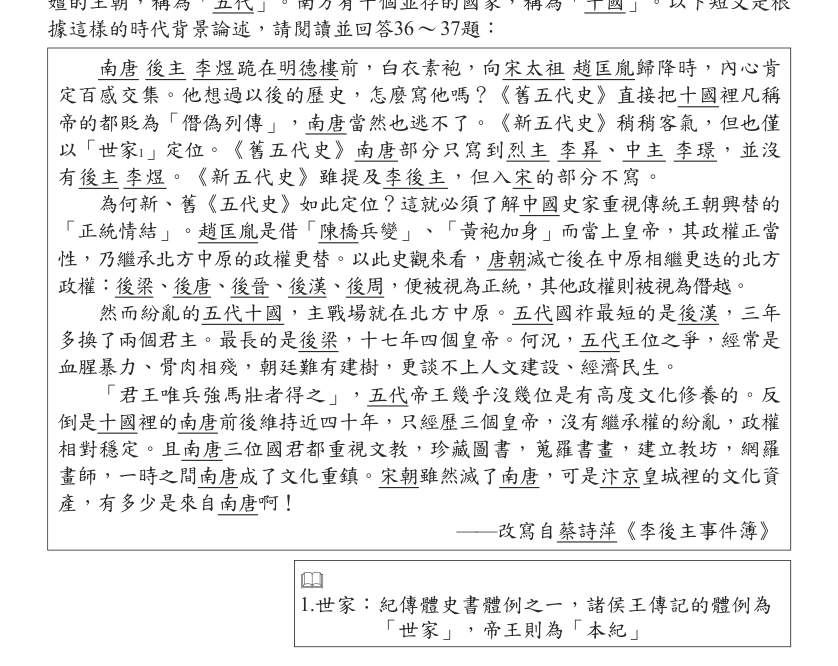 嬗的王朝,稱為「五代」。南方有十個並存的國家,稱為「十國」。以下短文是根
據這樣的時代背景論述,請閱讀並回答36~37題:
南唐 後主 李煜跪在明德樓前,白衣素袍,向宋太祖 趙匡胤歸降時,內心肯
定百感交集。他想過以後的歷史,怎麼寫他嗎?《舊五代史》直接把十國裡凡稱
帝的都貶為「僭偽列傳」,南唐當然也逃不了。《新五代史》稍稍客氣,但也僅
以「世家1」定位。《舊五代史》南唐部分只寫到烈主 李昇、中主 李璟,並沒
有後主 李煜。《新五代史》雖提及李後主,但入宋的部分不寫。
為何新、舊《五代史》如此定位?這就必須了解中國史家重視傳統王朝興替的
「正統情結」。趙匡胤是借「陳橋兵變」、「黃袍加身」而當上皇帝,其政權正當
性,乃繼承北方中原的政權更替。以此史觀來看,唐朝滅亡後在中原相繼更迭的北方
政權:後梁、後唐、後晉、後漢、後周,便被視為正統,其他政權則被視為僭越。
然而紛亂的五代十國,主戰場就在北方中原。五代國祚最短的是後漢,三年
多換了兩個君主。最長的是後梁,十七年四個皇帝。何況,五代王位之爭,經常是
血腥暴力、骨肉相殘,朝廷難有建樹,更談不上人文建設、經濟民生。
「君王唯兵強馬壯者得之」,五代帝王幾乎沒幾位是有高度文化修養的。反
倒是十國裡的南唐前後維持近四十年,只經歷三個皇帝,沒有繼承權的紛亂,政權
相對穩定。且南唐三位國君都重視文教,珍藏圖書,蒐羅書畫,建立教坊,網羅
畫師,一時之間南唐成了文化重鎮。宋朝雖然滅了南唐,可是汴京皇城裡的文化資
產,有多少是來自南唐啊!
——改寫自蔡詩萍《李後主事件簿》
1.世家:紀傳體史書體例之一,諸侯王傳記的體例為
「世家」,帝王則為「本紀」